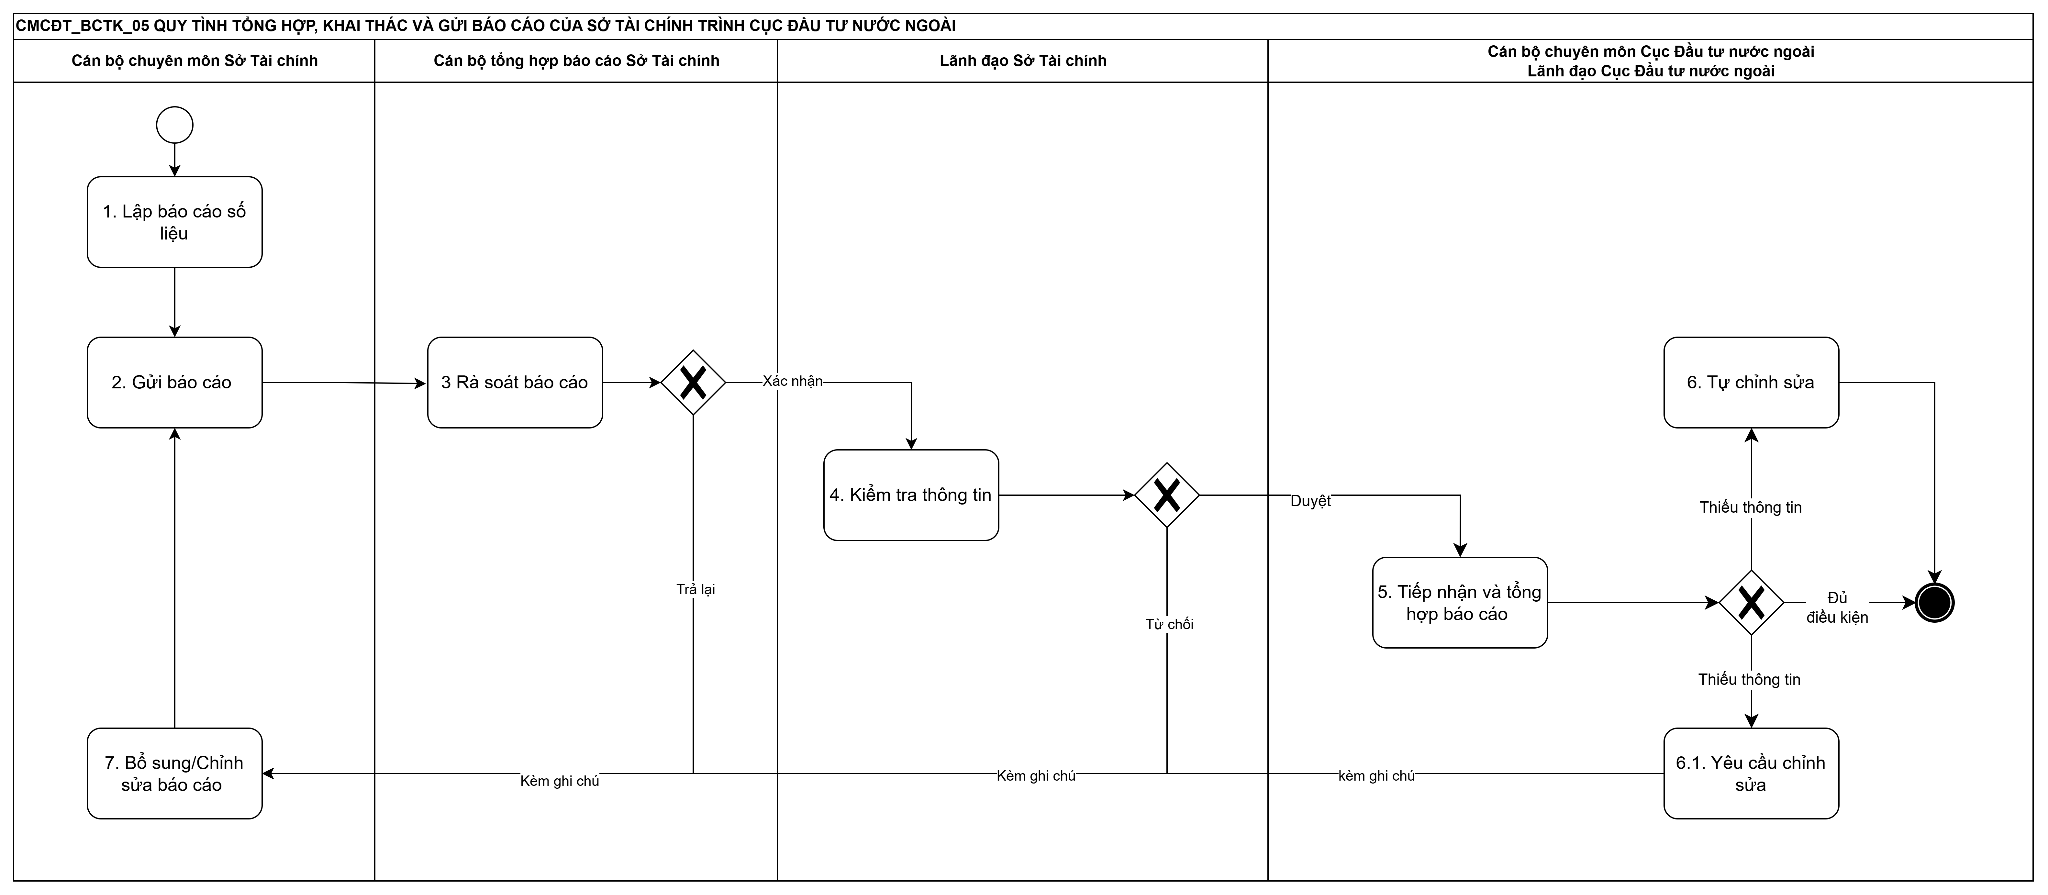 CMCĐT_BCTK_05 QUY TÌNH TỔNG HỢP, KHAI THÁC VÀ GỬI BÁO CÁO CỦA SỞ TÀI CHÍNH TRÌNH CỤC ĐẦU TƯ NƯỚC NGOÀI
Cán bộ chuyên môn Sở Tài chính
Cán bộ tổng hợp báo cáo Sở Tài chính
Lãnh đạo Sở Tài chính
Cán bộ chuyên môn Cục Đầu tư nước ngoài
Lãnh đạo Cục Đầu tư nước ngoài
1. Lập báo cáo số
liệu
2. Gửi báo cáo
3 Rà soát báo cáo
Xác nhận
6. Tự chỉnh sửa
4. Kiểm tra thông tin
Duyệt
Thiếu thông tin
Trả lại
Từ chối
5. Tiếp nhận và tổng
hợp báo cáo
Đủ
điều kiện
Thiếu thông tin
7. Bổ sung/Chỉnh
sửa báo cáo
Kèm ghi chú
Kèm ghi chú
kèm ghi chú
6.1. Yêu cầu chỉnh
sửa